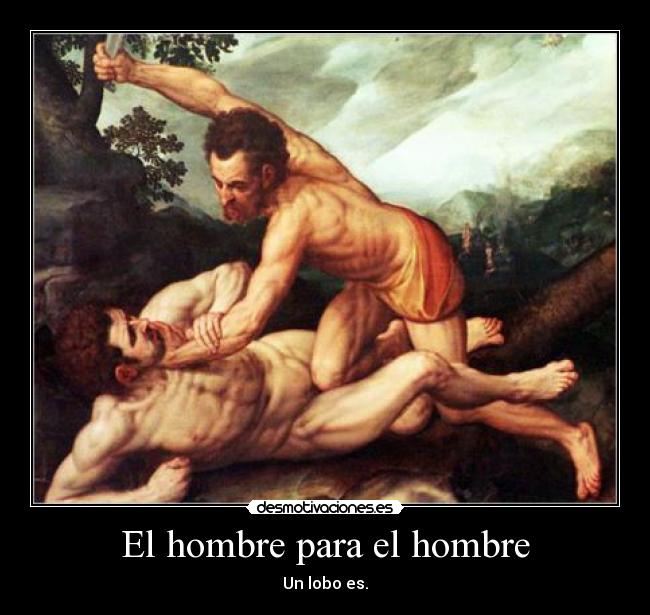 desmotivaciones.es
El hombre para el hombre
Un lobo es.